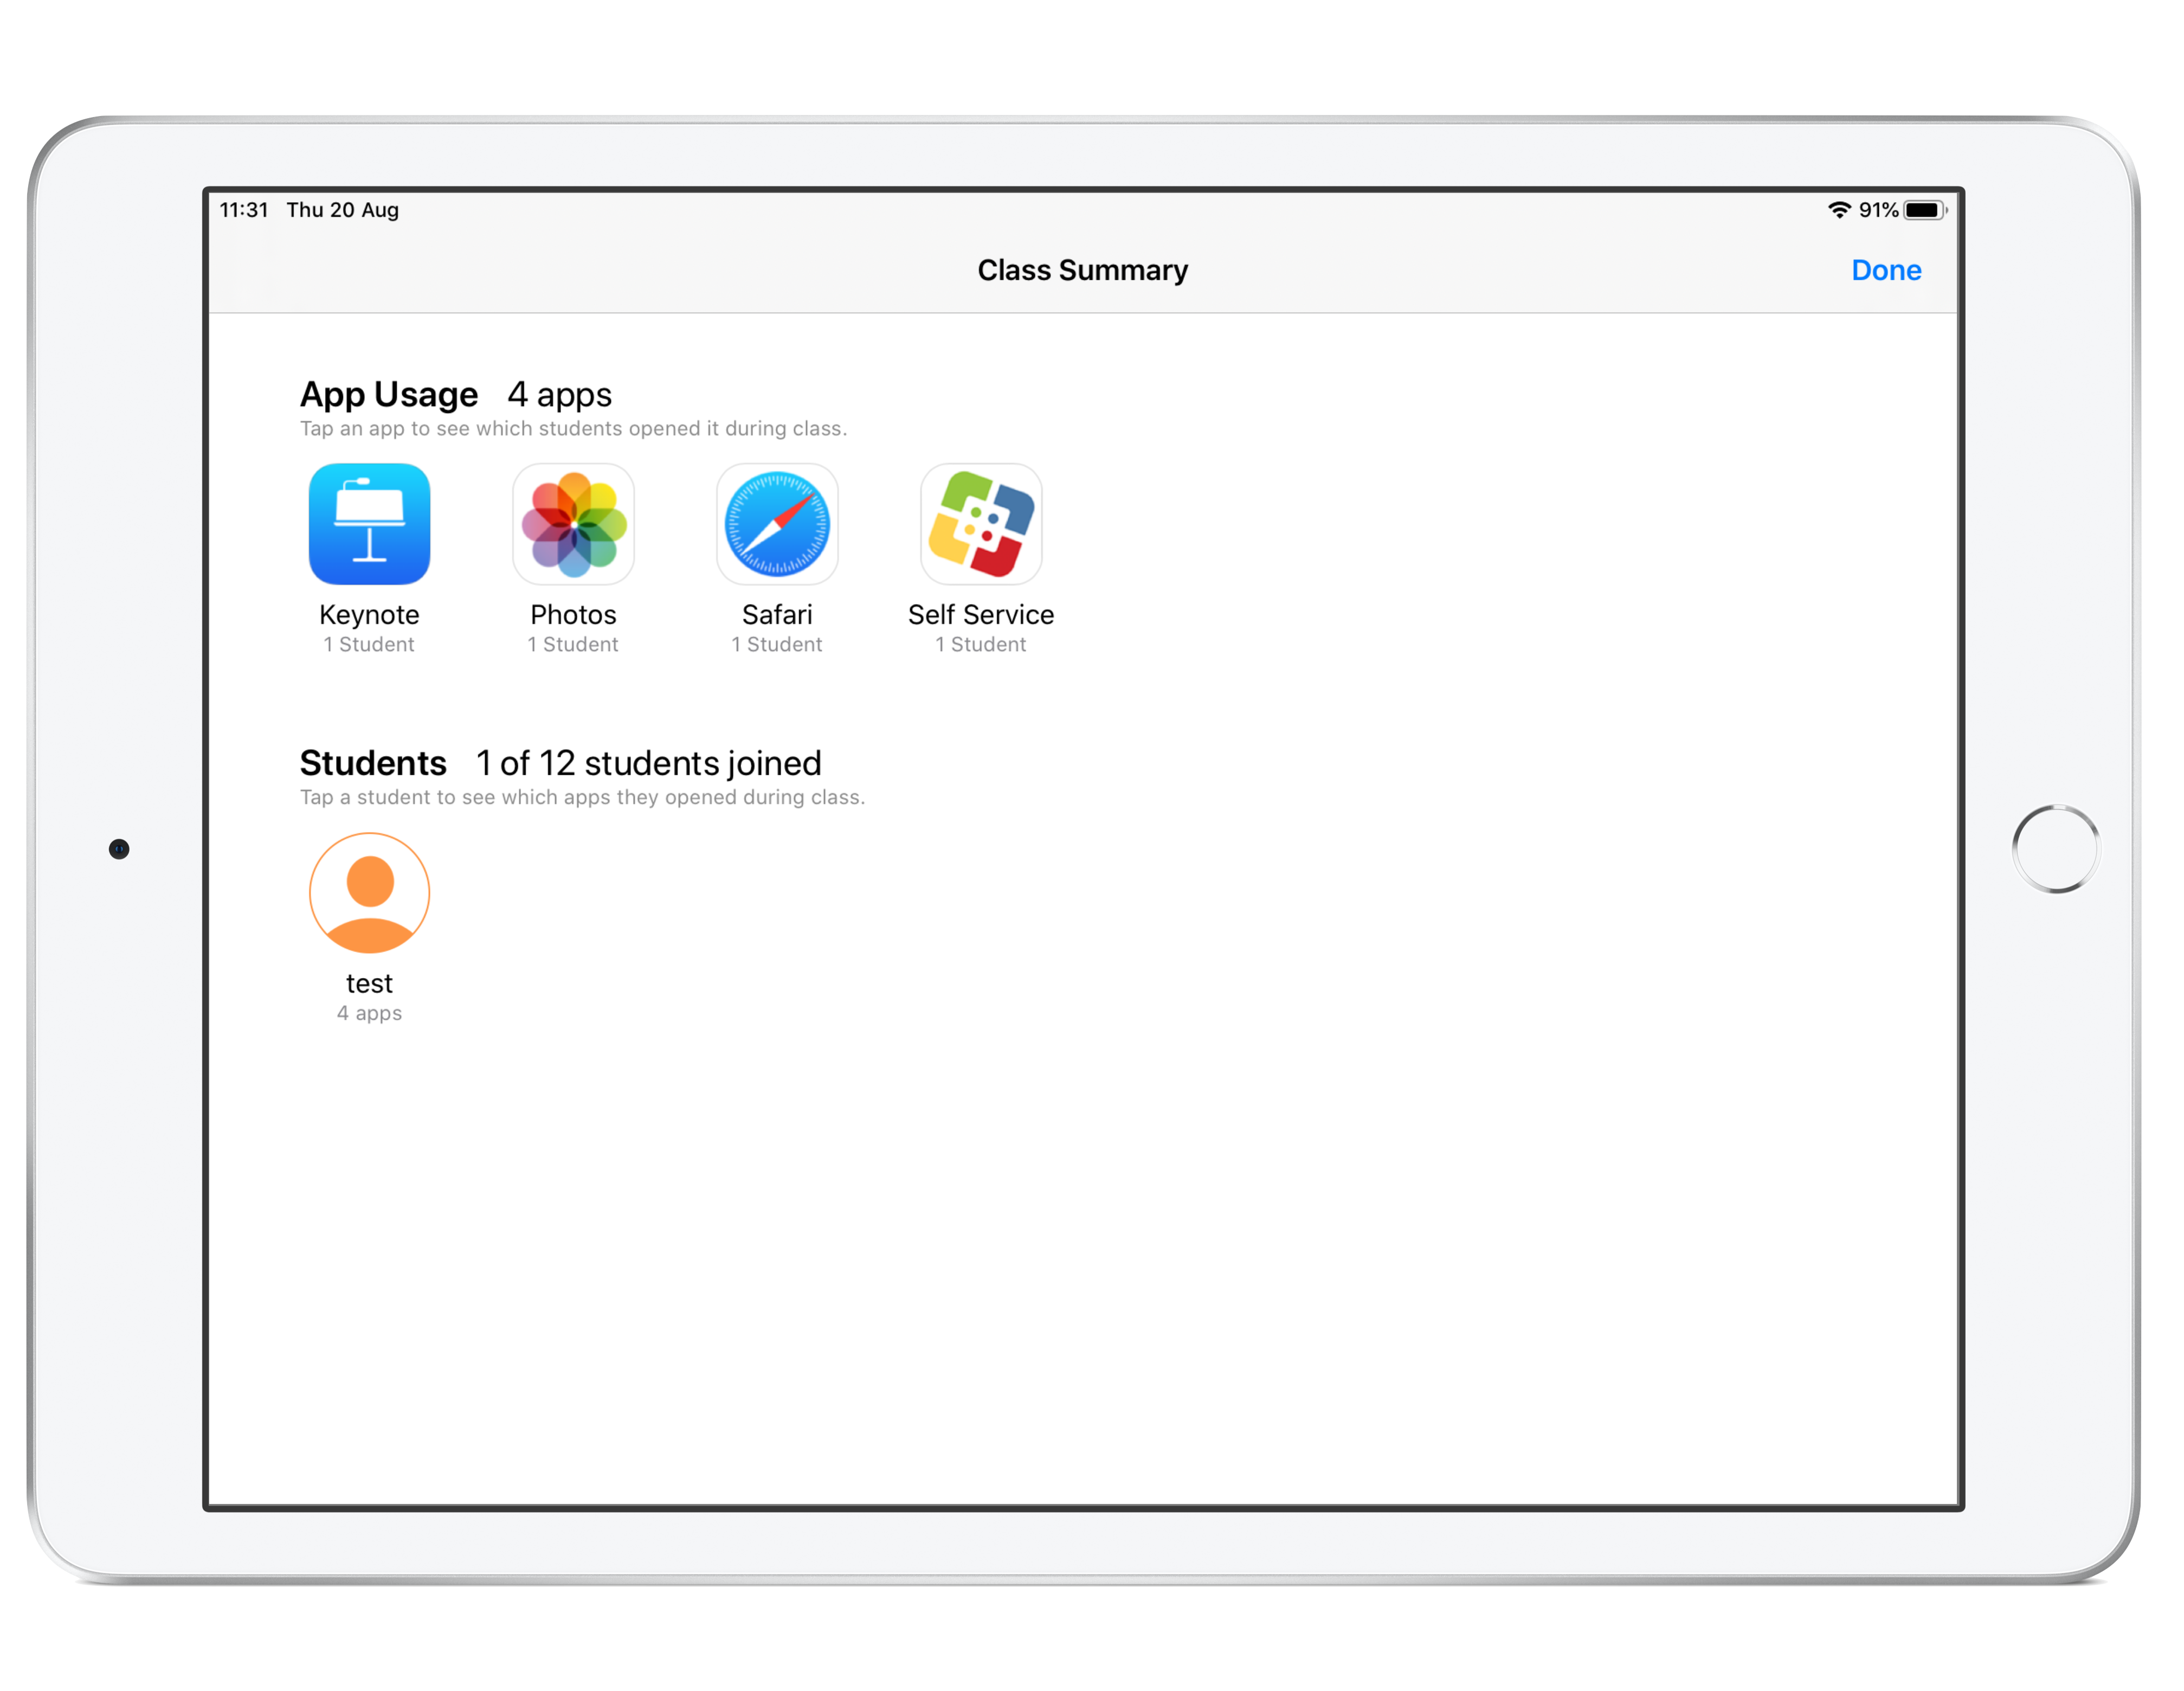 11:31 Thu 20 Aug 91%
Class Summary Done
App Usage 4 apps
Tap an app to see which students opened it during class.
Keynote Photos Safari Self Service
1 Student 1 Student 1 Student 1 Student
Students 1 of 12 students joined
Tap a student to see which apps they opened during class.
test
4 apps